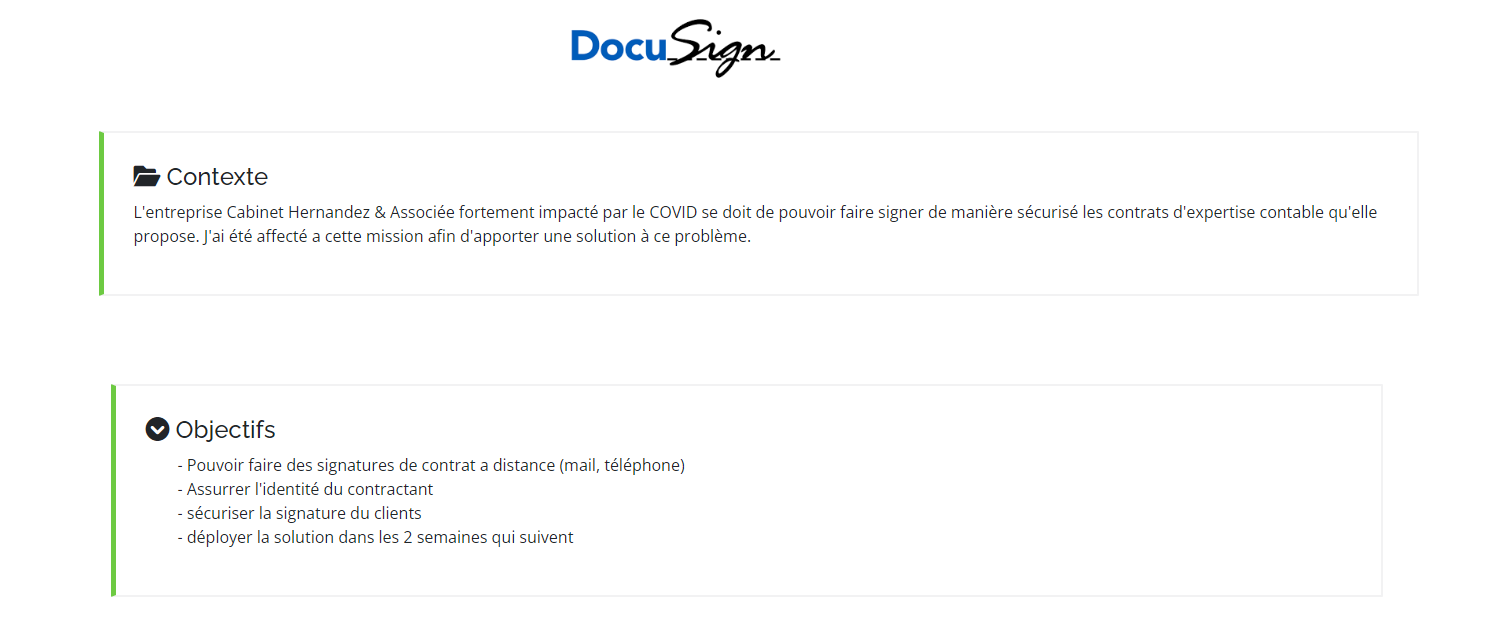 DocuSign
Contexte
L'entreprise Cabinet Hernandez & Associée fortement impacté par le COVID se doit de pouvoir faire signer de manière sécurisé les contrats d'expertise contable qu'elle
propose. J'ai été affecté a cette mission afin d'apporter une solution à ce problème.
Objectifs
- Pouvoir faire des signatures de contrat a distance (mail, téléphone)
- Assurrer l'identité du contractant
- sécuriser la signature du clients
- déployer la solution dans les 2 semaines qui suivent